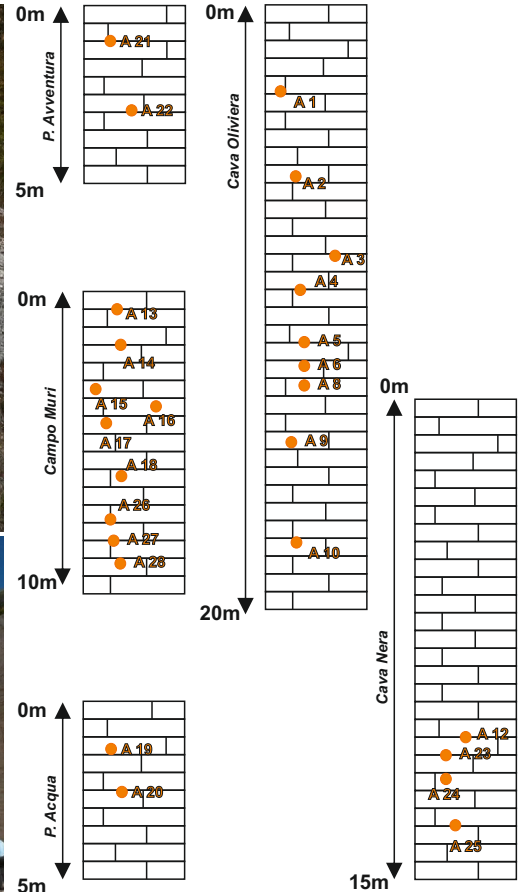 0m
P. Avventura
A 21
A 22
5m
0m
Campo Muri
A 13
A 14
A 15
A 16
A 17
A 18
A 26
A 27
A 28
10m
0m
P. Acqua
A 19
A 20
5m
0m
Cava Oliviera
A 1
A 2
A 3
A 4
A 5
A 6
A 8
A 9
A 10
20m
0m
Cava Nera
A 12
A 23
A 24
A 25
15m